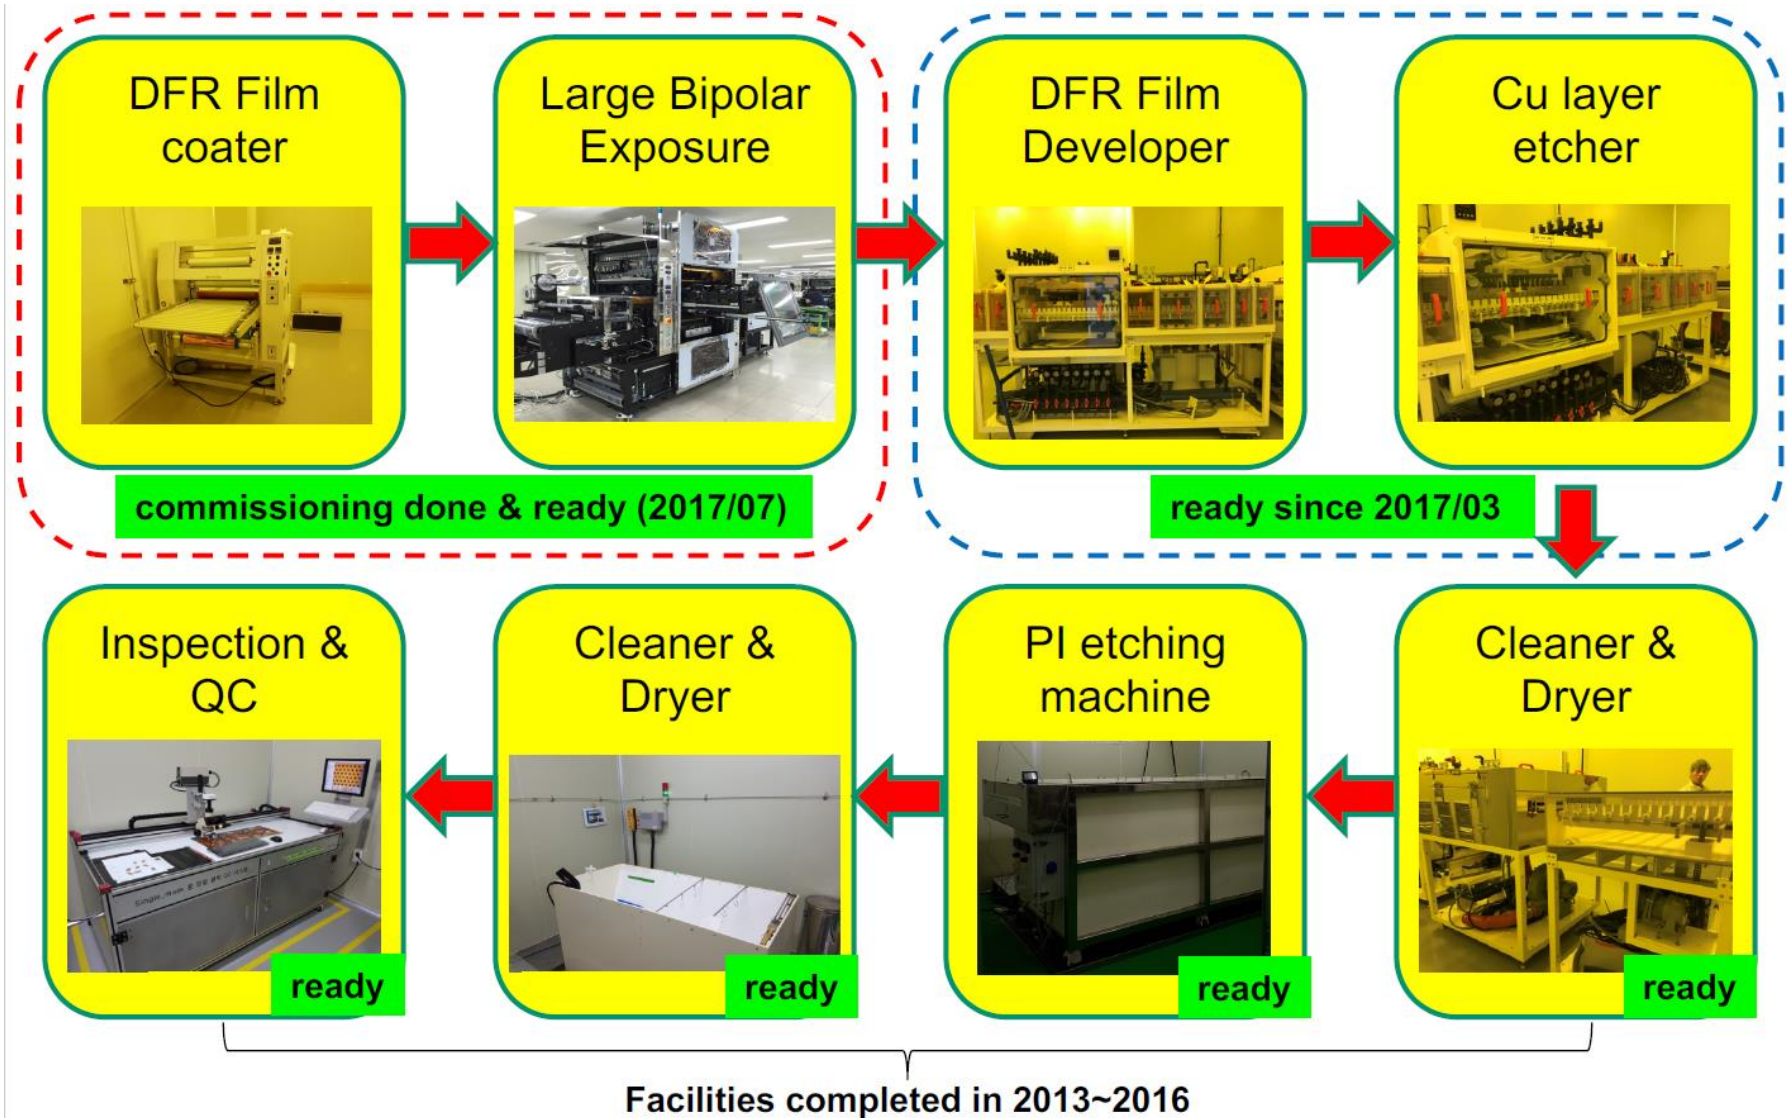 DFR Film
coater
Large Bipolar
Exposure
DFR Film
Developer
Cu layer
etcher
commissioning done & ready (2017/07)
ready since 2017/03
Inspection &
QC
Cleaner &
Dryer
PI etching
machine
Cleaner &
Dryer
ready
ready
ready
ready
Facilities completed in 2013~2016